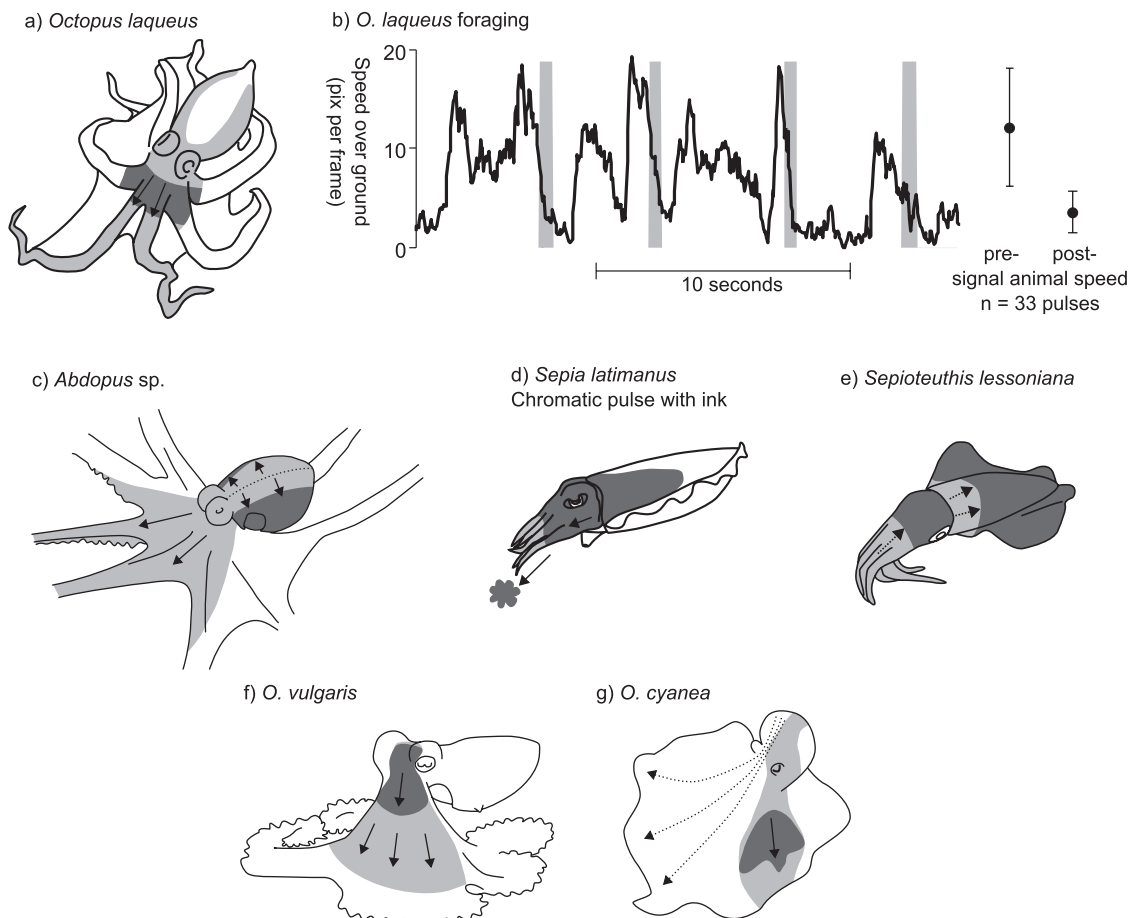 a) Octopus laqueus
b) O. laqueus foraging
Speed over ground
(pix per frame)
20
10
0
10 seconds
pre- post-
signal animal speed
n = 33 pulses
c) Abdopus sp.
d) Sepia latimanus
Chromatic pulse with ink
e) Sepioteuthis lessoniana
f) O. vulgaris
g) O. cyanea